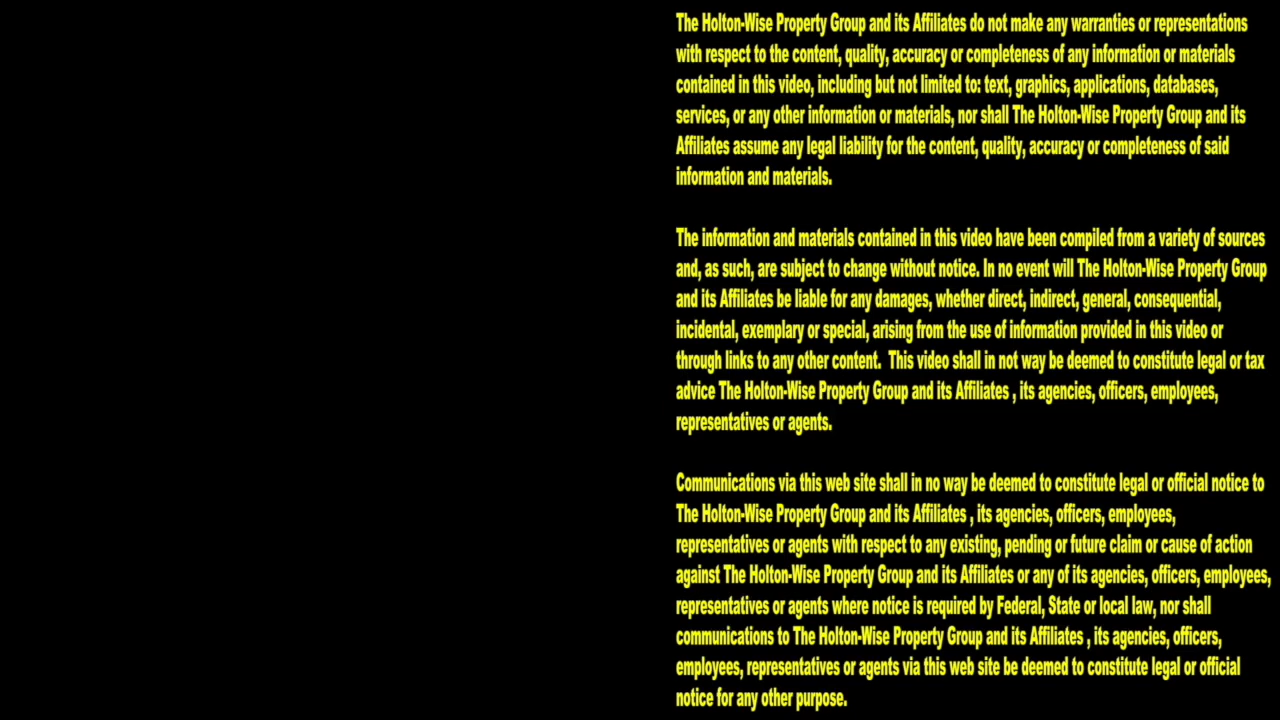 The Holton-Wise Property Group and its Affiliates do not make any warranties or representations
with respect to the content, quality, accuracy or completeness of any information or materials
contained in this video, including but not limited to: text, graphics, applications, databases,
services, or any other information or materials, nor shall The Holton-Wise Property Group and its
Affiliates assume any legal liability for the content, quality, accuracy or completeness of said
information and materials.
The information and materials contained in this video have been compiled from a variety of sources
and, as such, are subject to change without notice. In no event will The Holton-Wise Property Group
and its Affiliates be liable for any damages, whether direct, indirect, general, consequential,
incidental, exemplary or special, arising from the use of information provided in this video or
through links to any other content.  This video shall in not way be deemed to constitute legal or tax
advice The Holton-Wise Property Group and its Affiliates , its agencies, officers, employees,
representatives or agents.
Communications via this web site shall in no way be deemed to constitute legal or official notice to
The Holton-Wise Property Group and its Affiliates , its agencies, officers, employees,
representatives or agents with respect to any existing, pending or future claim or cause of action
against The Holton-Wise Property Group and its Affiliates or any of its agencies, officers, employees,
representatives or agents where notice is required by Federal, State or local law, nor shall
communications to The Holton-Wise Property Group and its Affiliates , its agencies, officers,
employees, representatives or agents via this web site be deemed to constitute legal or official
notice for any other purpose.